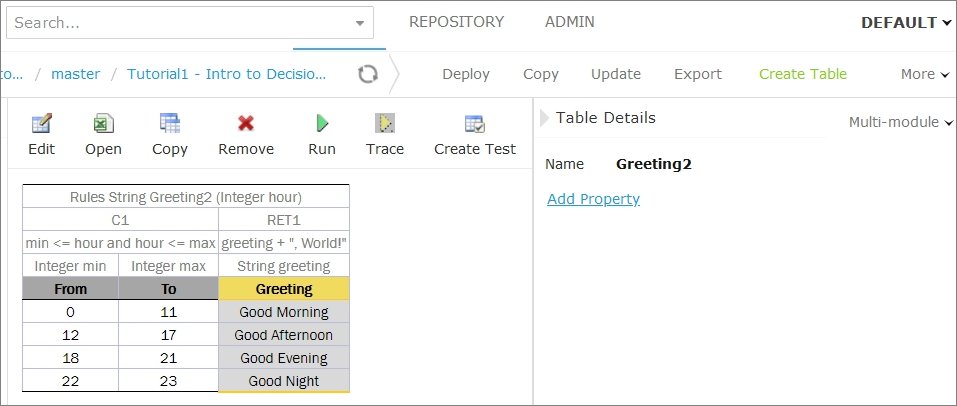 Search... REPOSITORY ADMIN DEFAULT
to... / master / Tutorial1 - Intro to Decisio... Deploy Copy Update Export Create Table More
Edit Open Copy Remove Run Trace Create Test
Table Details Multi-module
Name Greeting2
Add Property
Rules String Greeting2 (Integer hour)
C1 RET1
min <= hour and hour <= max greeting + ", World!"
Integer min Integer max String greeting
From To Greeting
0 11 Good Morning
12 17 Good Afternoon
18 21 Good Evening
22 23 Good Night